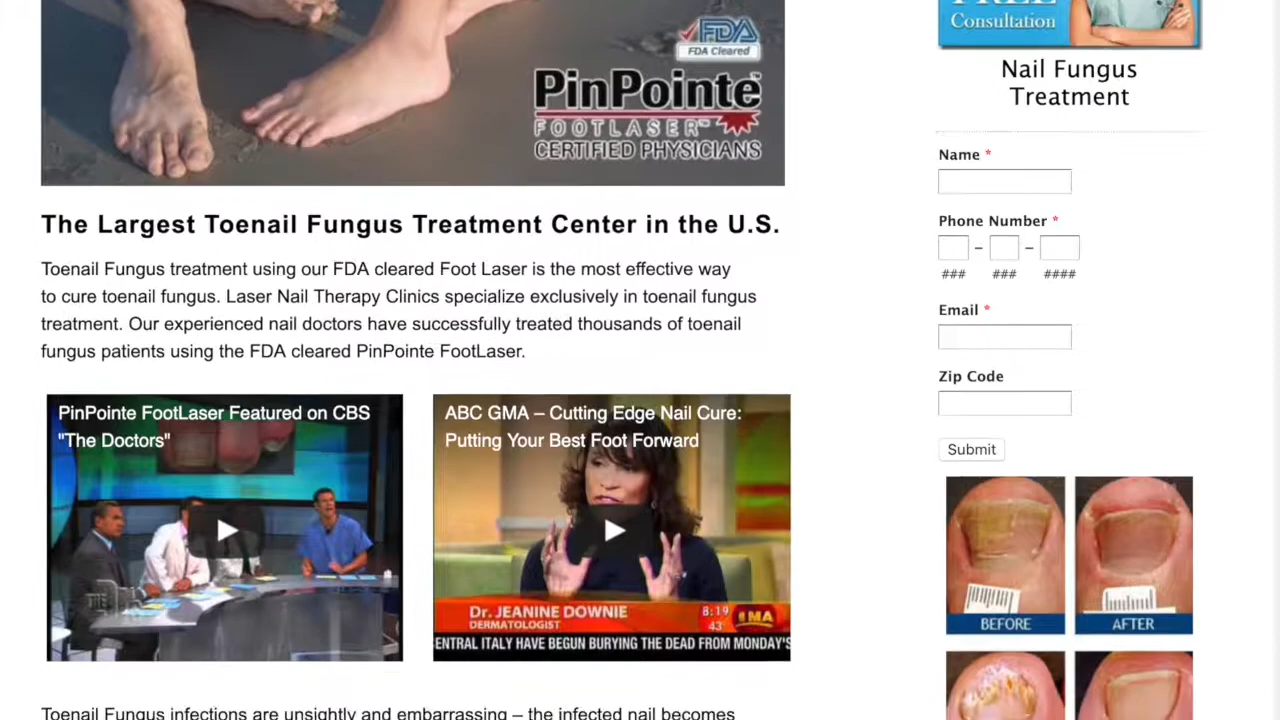 FDA
FDA Cleared
PinPointe™
FOOTLASER™
CERTIFIED PHYSICIANS
The Largest Toenail Fungus Treatment Center in the U.S.
Toenail Fungus treatment using our FDA cleared Foot Laser is the most effective way
to cure toenail fungus. Laser Nail Therapy Clinics specialize exclusively in toenail fungus
treatment. Our experienced nail doctors have successfully treated thousands of toenail
fungus patients using the FDA cleared PinPointe FootLaser.
PinPointe FootLaser Featured on CBS
"The Doctors"
THE
ABC GMA – Cutting Edge Nail Cure:
Putting Your Best Foot Forward
Dr. JEANINE DOWNIE
DERMATOLOGIST
8:19
43°
ENTRAL ITALY HAVE BEGUN BURYING THE DEAD FROM MONDAY'S
Toenail Fungus infections are unsightly and embarrassing – the infected nail becomes
FREE
Consultation
Nail Fungus
Treatment
Name *
Phone Number *
– –
### ### ####
Email *
Zip Code
Submit
BEFORE AFTER